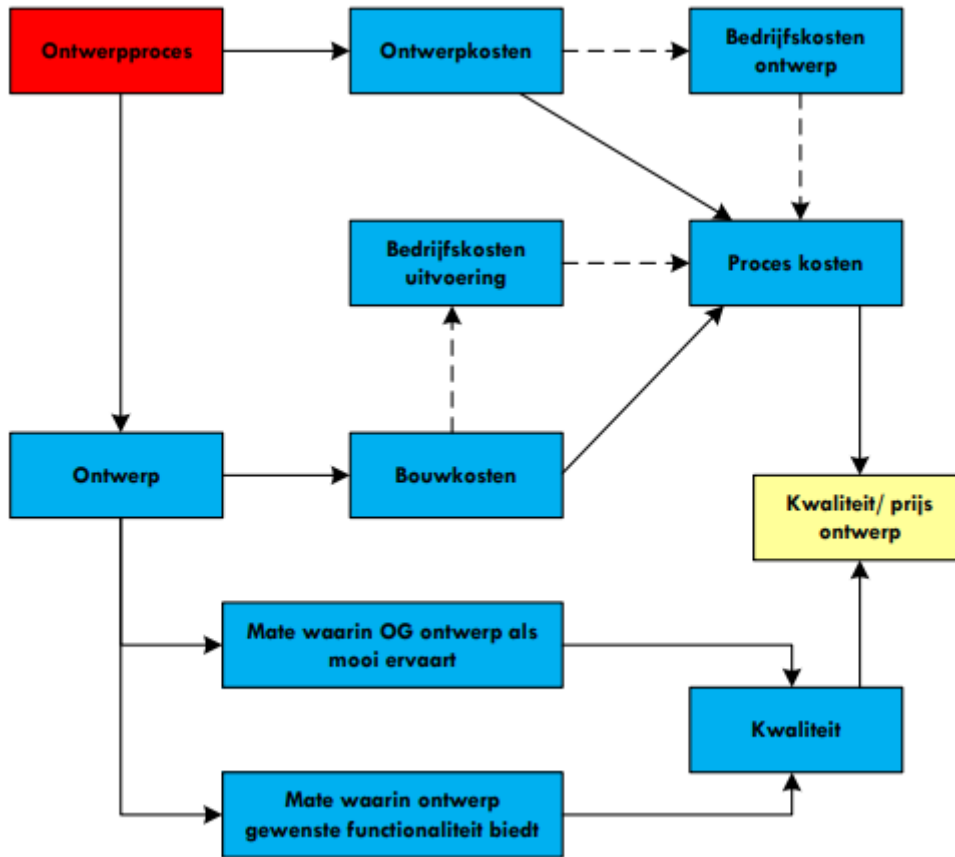 Ontwerpproces
Ontwerpkosten
Bedrijfskosten
ontwerp
Bedrijfskosten
uitvoering
Proces kosten
Ontwerp
Bouwkosten
Kwaliteit/ prijs
ontwerp
Mate waarin OG ontwerp als
mooi ervaart
Kwaliteit
Mate waarin ontwerp
gewenste functionaliteit biedt